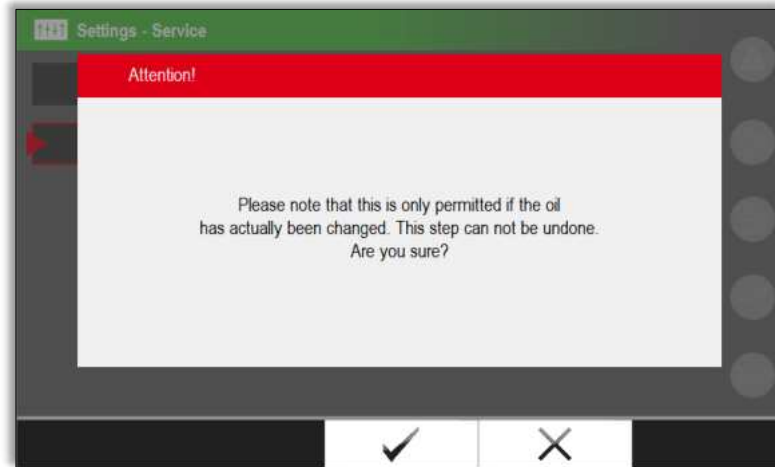 Settings - Service
Attention!
Please note that this is only permitted if the oil
has actually been changed. This step can not be undone.
Are you sure?